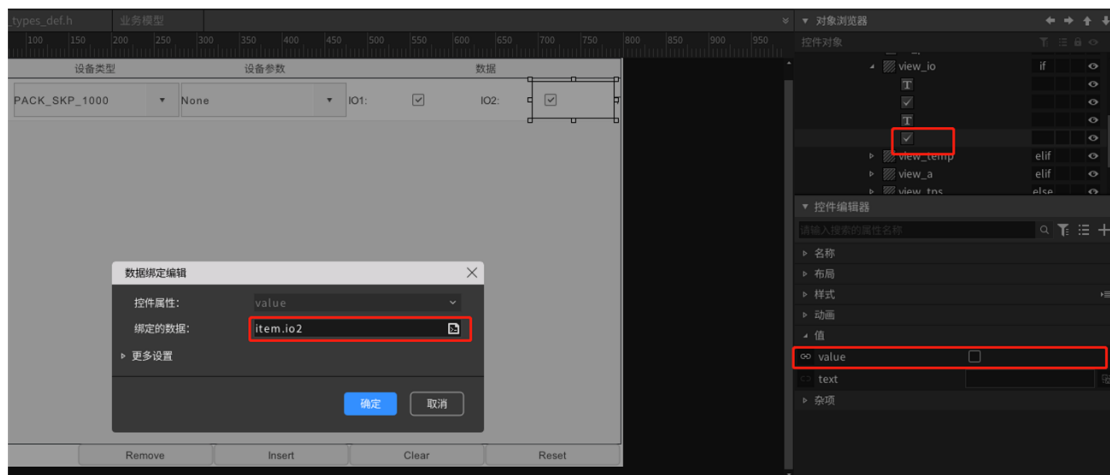 _types_def.h 业务模型
100 150 200 250 300 350 400 450 500 550 600 650 700 750 800 850 900 950
设备类型 设备参数 数据
PACK_SKP_1000 None IO1: IO2:
数据绑定编辑
控件属性: value
绑定的数据: item.io2
更多设置
确定 取消
Remove Insert Clear Reset
对象浏览器
控件对象
view_io if
T
T
view_temp elif
view_a elif
view_tps else
控件编辑器
请输入搜索的属性名称
名称
布局
样式
动画
值
value
text
杂项